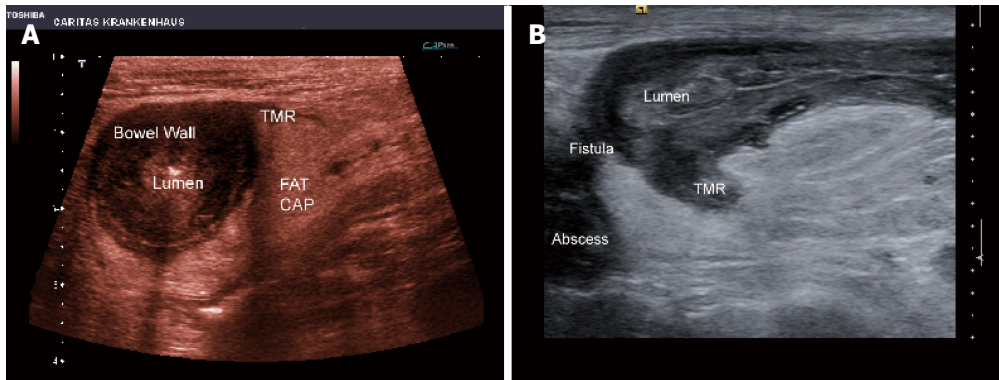 TOSHIBA
CARITAS KRANKENHAUS
A
T
TMR
Bowel Wall
Lumen
FAT
CAP
B
Lumen
Fistula
TMR
Abscess